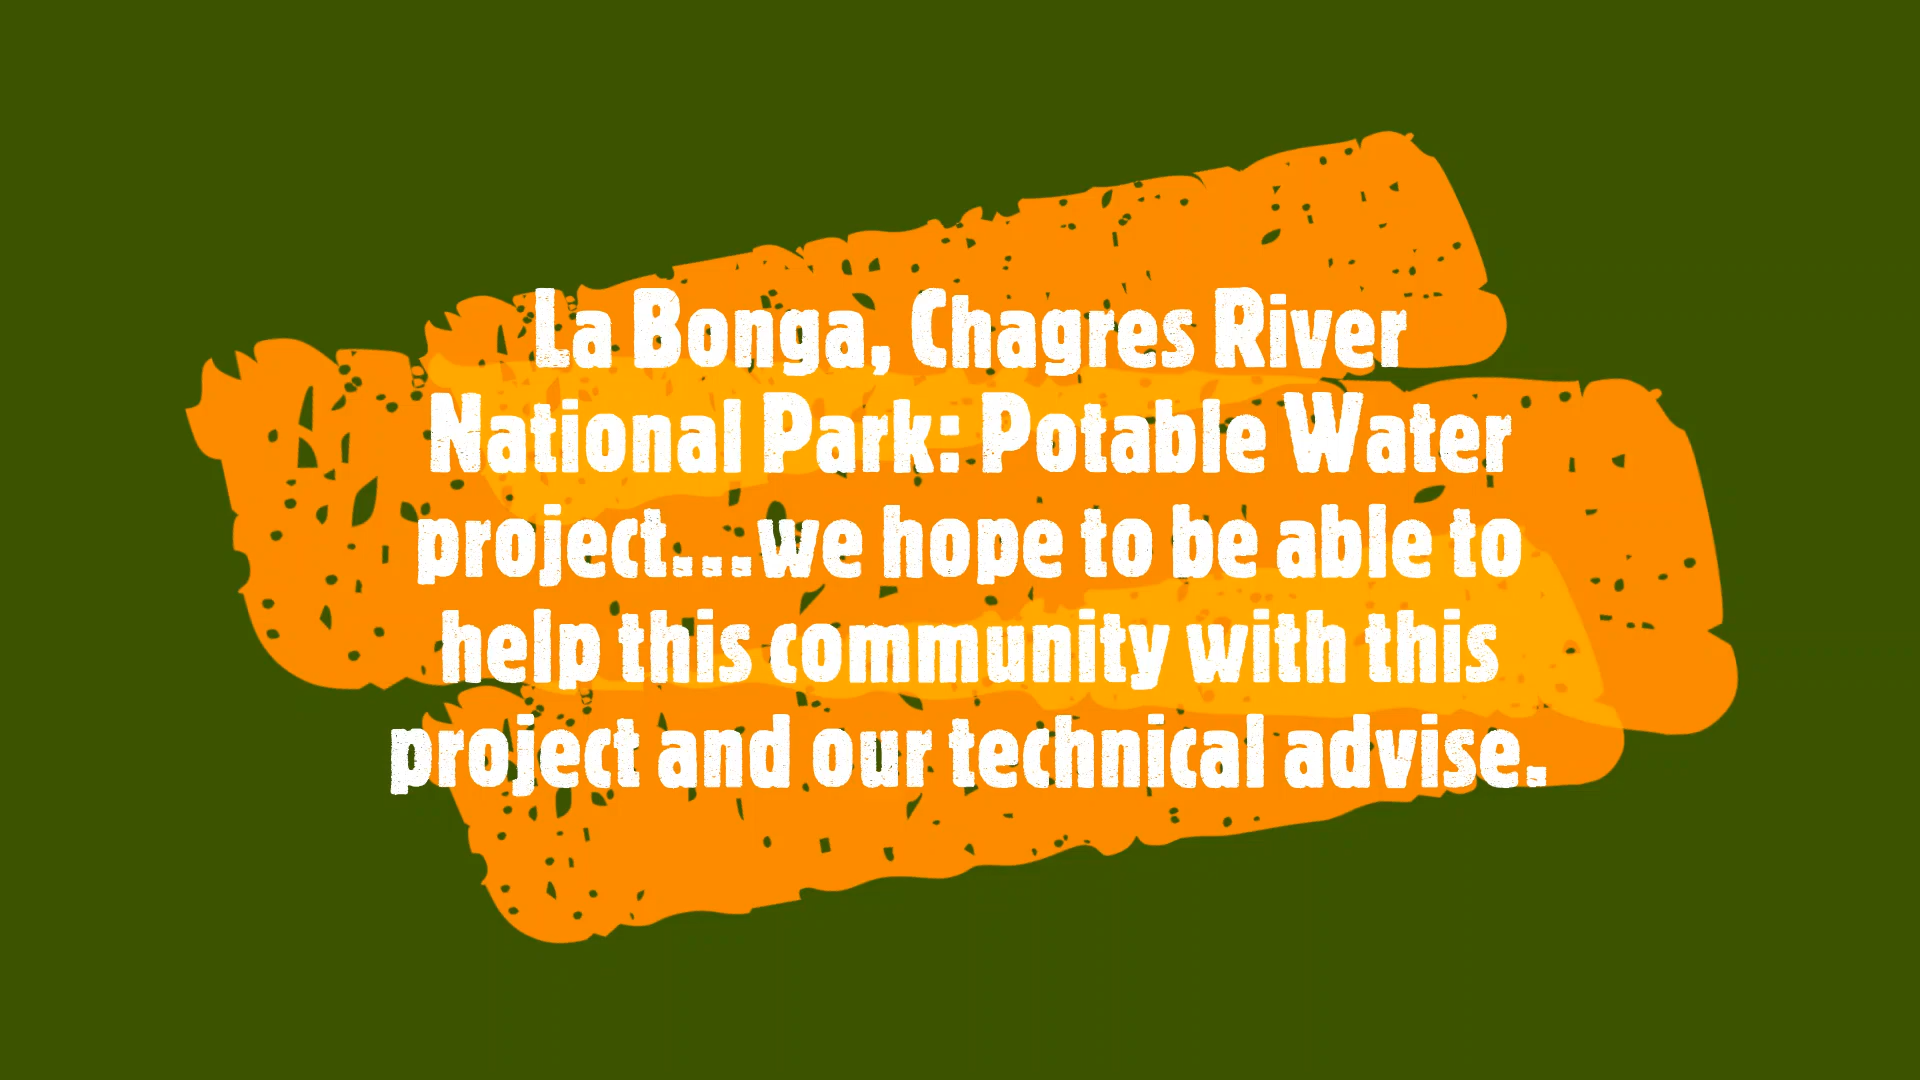 La Bonga, Chagres River
National Park: Potable Water
project...we hope to be able to
help this community with this
project and our technical advise.